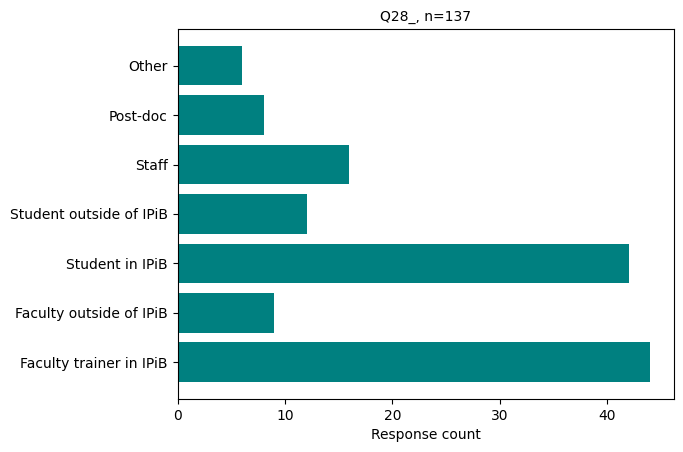 Q28_, n=137
Other
Post-doc
Staff
Student outside of IPiB
Student in IPiB
Faculty outside of IPiB
Faculty trainer in IPiB
0 10 20 30 40
Response count